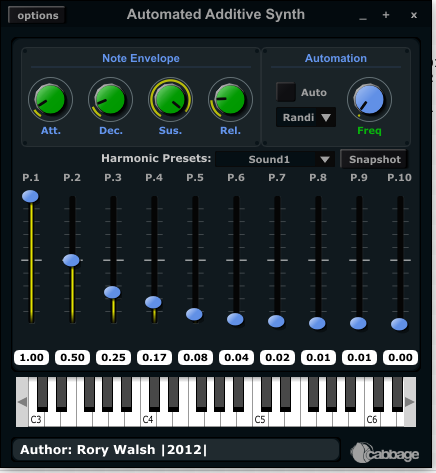 options Automated Additive Synth _ + x
Note Envelope Automation
Auto
Randi
Att. Dec. Sus. Rel. Freq
Harmonic Presets: Sound1 Snapshot
P.1 P.2 P.3 P.4 P.5 P.6 P.7 P.8 P.9 P.10
1.00 0.50 0.25 0.17 0.08 0.04 0.02 0.01 0.01 0.00
C3 C4 C5 C6
Author: Rory Walsh |2012| cabbage